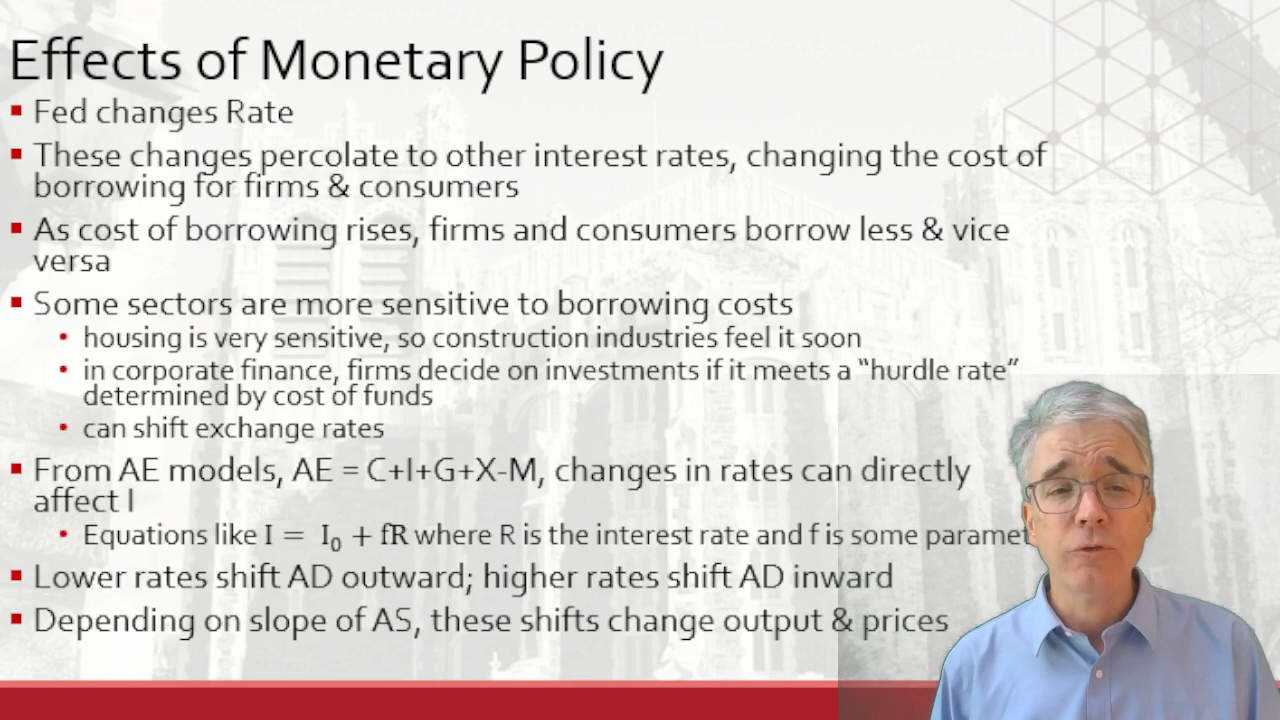 Effects of Monetary Policy
▪ Fed changes Rate
▪ These changes percolate to other interest rates, changing the cost of
borrowing for firms & consumers
▪ As cost of borrowing rises, firms and consumers borrow less & vice
versa
▪ Some sectors are more sensitive to borrowing costs
• housing is very sensitive, so construction industries feel it soon
• in corporate finance, firms decide on investments if it meets a “hurdle rate”
determined by cost of funds
• can shift exchange rates
▪ From AE models, AE = C+I+G+X-M, changes in rates can directly
affect I
• Equations like I = I₀ + fR where R is the interest rate and f is some
▪ Lower rates shift AD outward; higher rates shift AD inward
▪ Depending on slope of AS, these shifts change output & prices